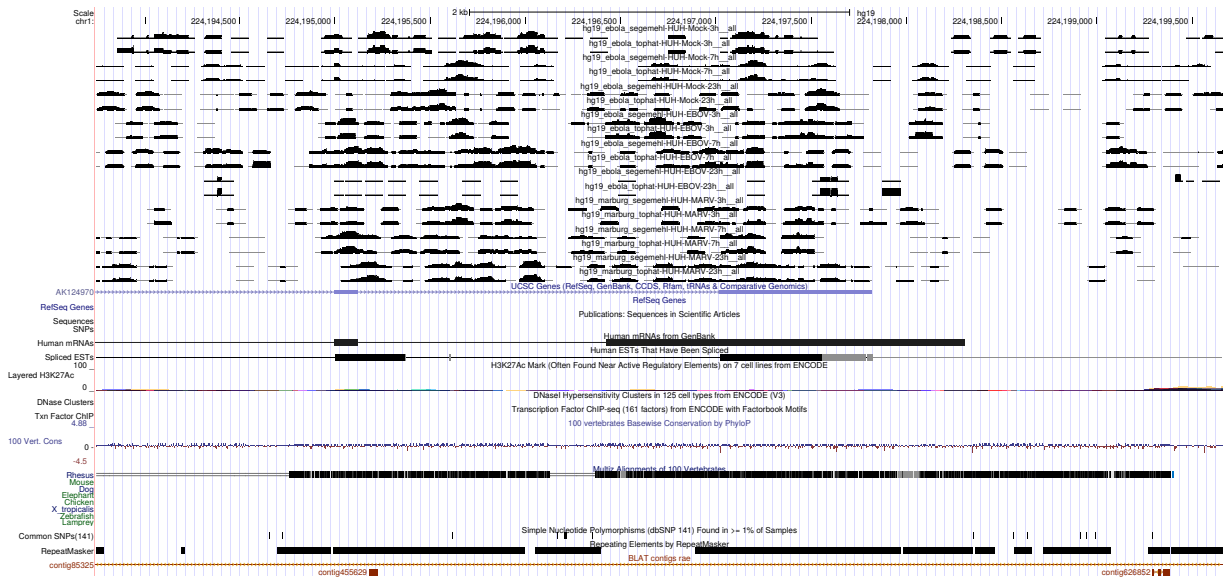 Scale 2 kb hg19
chr1: 224,194,500 224,195,000 224,195,500 224,196,000 224,196,500 224,197,000 224,197,500 224,198,000 224,198,500 224,199,000 224,199,500
hg19_ebola_segemehl-HUH-Mock-3h__all
hg19_ebola_tophat-HUH-Mock-3h__all
hg19_ebola_segemehl-HUH-Mock-7h__all
hg19_ebola_tophat-HUH-Mock-7h__all
hg19_ebola_segemehl-HUH-Mock-23h__all
hg19_ebola_tophat-HUH-Mock-23h__all
hg19_ebola_segemehl-HUH-EBOV-3h__all
hg19_ebola_tophat-HUH-EBOV-3h__all
hg19_ebola_segemehl-HUH-EBOV-7h__all
hg19_ebola_tophat-HUH-EBOV-7h__all
hg19_ebola_segemehl-HUH-EBOV-23h__all
hg19_ebola_tophat-HUH-EBOV-23h__all
hg19_marburg_segemehl-HUH-MARV-3h__all
hg19_marburg_tophat-HUH-MARV-3h__all
hg19_marburg_segemehl-HUH-MARV-7h__all
hg19_marburg_tophat-HUH-MARV-7h__all
hg19_marburg_segemehl-HUH-MARV-23h__all
hg19_marburg_tophat-HUH-MARV-23h__all
UCSC Genes (RefSeq, GenBank, CCDS, Rfam, tRNAs & Comparative Genomics)
AK124970
RefSeq Genes
RefSeq Genes
Publications: Sequences in Scientific Articles
Sequences
SNPs
Human mRNAs from GenBank
Human mRNAs
Human ESTs That Have Been Spliced
Spliced ESTs
H3K27Ac Mark (Often Found Near Active Regulatory Elements) on 7 cell lines from ENCODE
100
Layered H3K27Ac
0
DNaseI Hypersensitivity Clusters in 125 cell types from ENCODE (V3)
DNase Clusters
Transcription Factor ChIP-seq (161 factors) from ENCODE with Factorbook Motifs
Txn Factor ChIP
100 vertebrates Basewise Conservation by PhyloP
4.88
100 Vert. Cons
0
-4.5
Multiz Alignments of 100 Vertebrates
Rhesus
Mouse
Dog
Elephant
Chicken
X_tropicalis
Zebrafish
Lamprey
Simple Nucleotide Polymorphisms (dbSNP 141) Found in >= 1% of Samples
Common SNPs(141)
Repeating Elements by RepeatMasker
RepeatMasker
BLAT contigs rae
contig85325
contig455629 contig626852